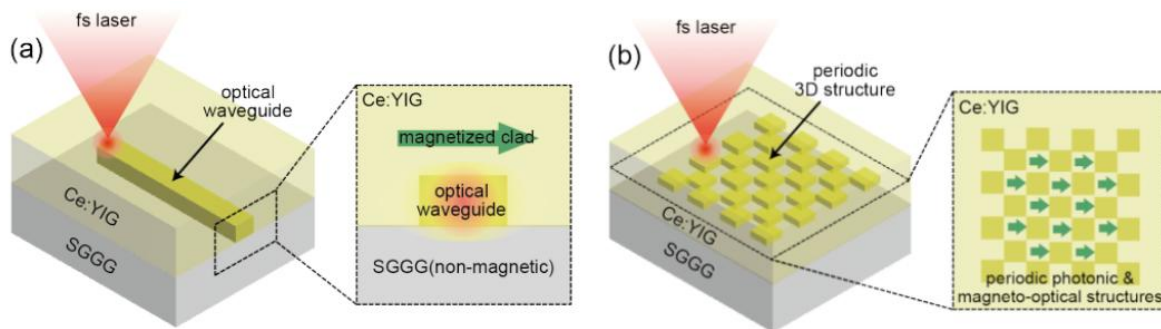 (a)
fs laser
optical
waveguide
Ce:YIG
SGGG
Ce:YIG
magnetized clad
optical
waveguide
SGGG(non-magnetic)
(b)
fs laser
periodic
3D structure
Ce:YIG
SGGG
Ce:YIG
periodic photonic &
magneto-optical structures